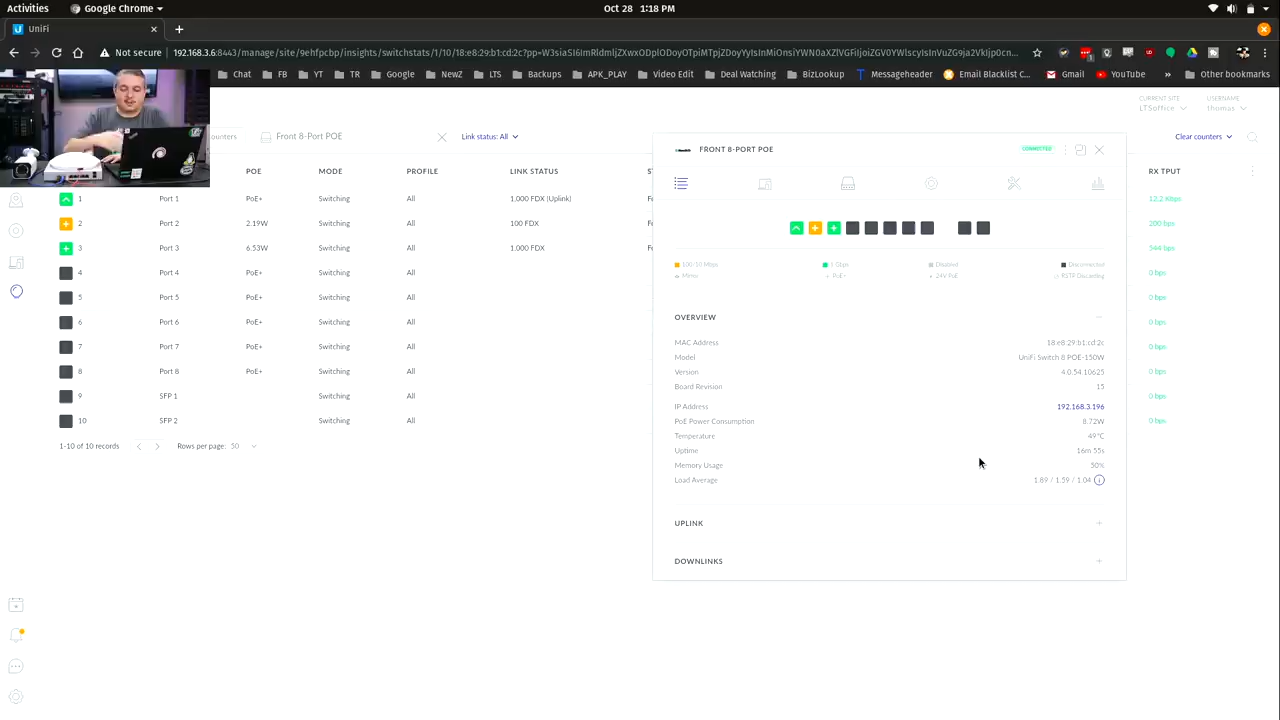 Activities
Google Chrome
Oct 28 1:18 PM
UniFi
Not secure
192.168.3.6:8443/manage/site/9ehfcpbp/insights/switchstats/1/10/18:e8:29:b1:cd:2c?pp=
Chat
FB
YT
TR
Google
News
LTS
Banking
APK_PLAY
Video Edit
Deal Watching
Biz Startup
Messageloader
Email Blacklist C...
Gmail
YouTube
Other bookmarks
CURRENT SITE
LTSoffice
USERNAME
thomas
ounters
Front 8-Port POE
Link status: All
Clear counters
POE
MODE
PROFILE
LINK STATUS
RX TPUT
1 Port 1 PoE+ Switching All 1,000 FDX (Uplink) 12.2 Kbps
2 Port 2 2.19W Switching All 100 FDX 200 bps
3 Port 3 6.53W Switching All 1,000 FDX 544 bps
4 Port 4 PoE+ Switching All 0 bps
5 Port 5 PoE+ Switching All 0 bps
6 Port 6 PoE+ Switching All 0 bps
7 Port 7 PoE+ Switching All 0 bps
8 Port 8 PoE+ Switching All 0 bps
9 SFP 1 Switching All 0 bps
10 SFP 2 Switching All 0 bps
1-10 of 10 records
Rows per page: 50
FRONT 8-PORT POE
CONNECTED
10/100 Mbps
1 Gbps
Disabled
Disconnected
Mirror
PoE+
24V PoE
RSTP Discarding
OVERVIEW
MAC Address 18:e8:29:b1:cd:2c
Model UniFi Switch 8 POE-150W
Version 4.0.54.10625
Board Revision 15
IP Address 192.168.3.196
PoE Power Consumption 8.72W
Temperature 49°C
Uptime 16m 55s
Memory Usage 50%
Load Average 1.89 / 1.59 / 1.04
UPLINK
DOWNLINKS